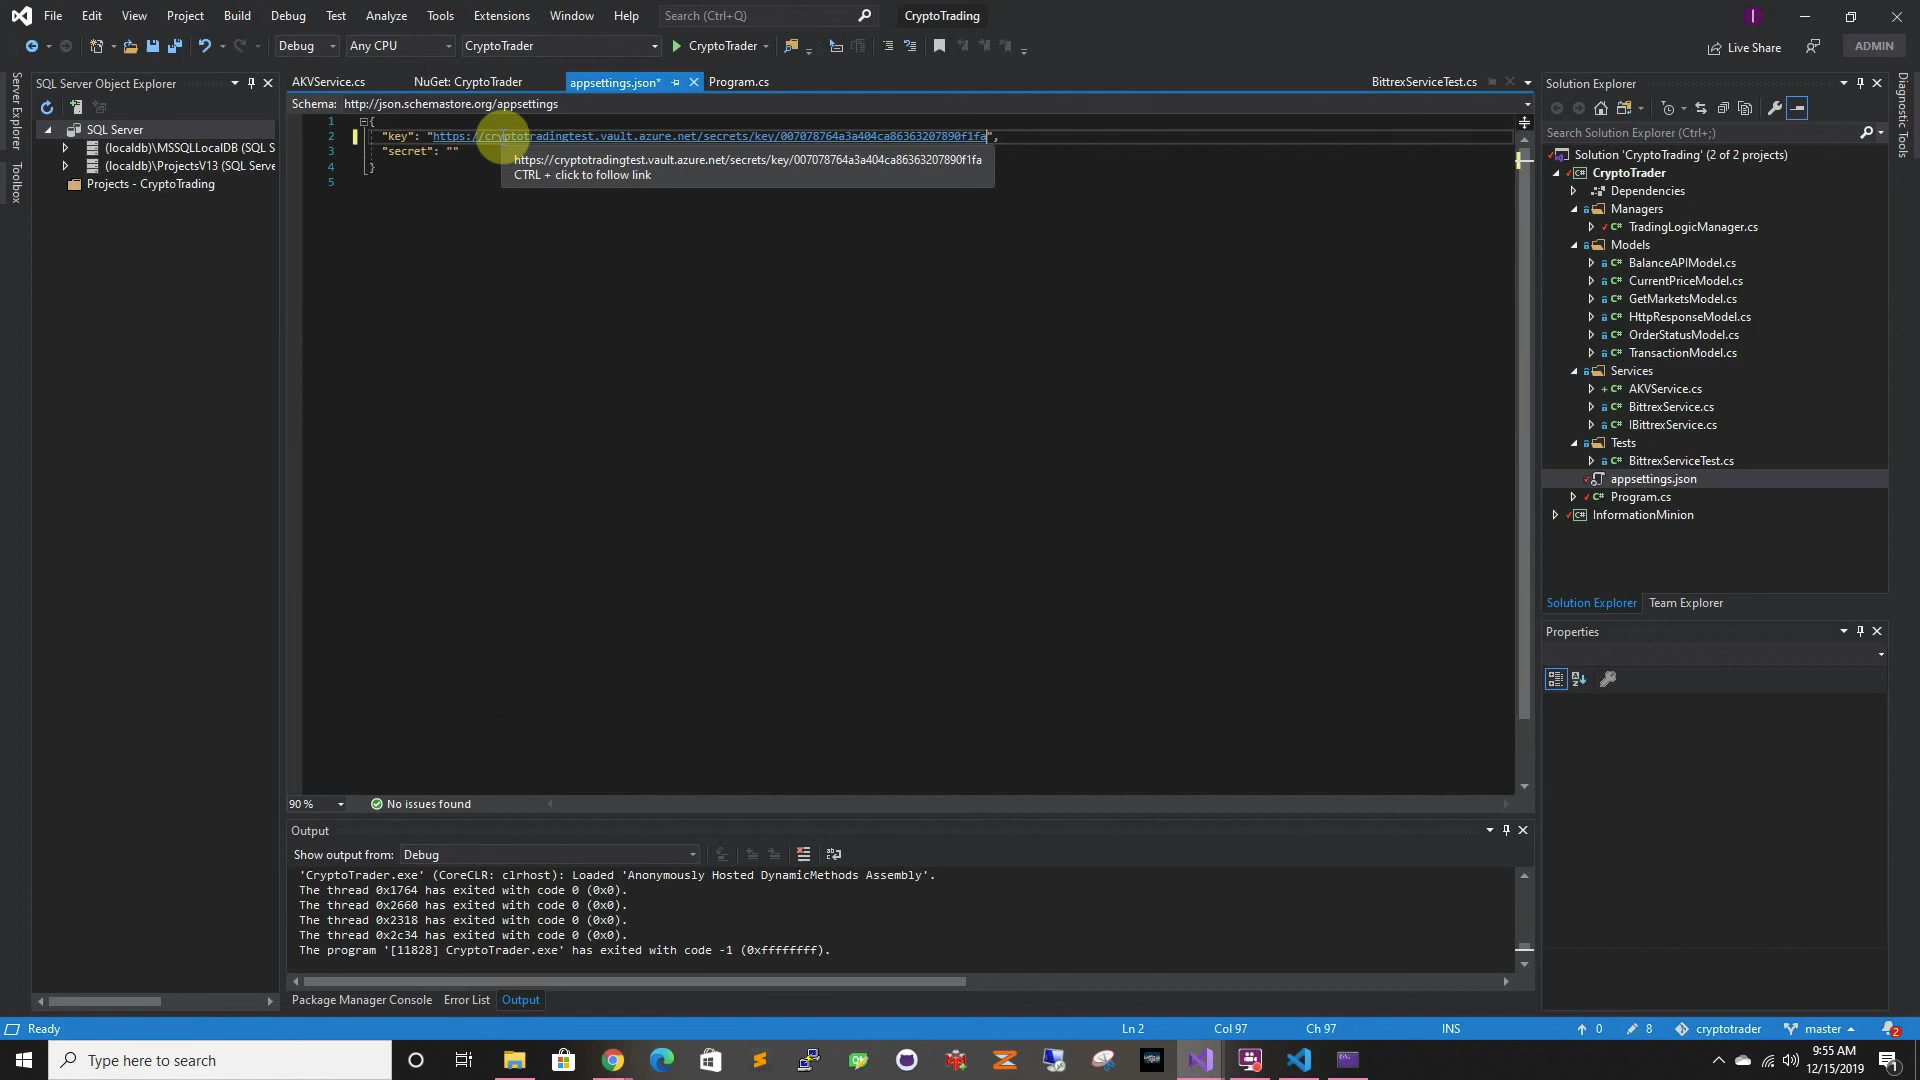 File Edit View Project Build Debug Test Analyze Tools Extensions Window Help Search (Ctrl+Q) CryptoTrading
Debug Any CPU CryptoTrader CryptoTrader Live Share ADMIN
Server Explorer
Toolbox
SQL Server Object Explorer
SQL Server
(localdb)\MSSQLLocalDB (SQL S
(localdb)\ProjectsV13 (SQL Serve
Projects - CryptoTrading
AKVService.cs NuGet: CryptoTrader appsettings.json* Program.cs BittrexServiceTest.cs
Schema: http://json.schemastore.org/appsettings
1 {
2 "key": "https://cryptotradingtest.vault.azure.net/secrets/key/007078764a3a404ca86363207890f1fa",
3 "secret": ""
4 }
5
https://cryptotradingtest.vault.azure.net/secrets/key/007078764a3a404ca86363207890f1fa
CTRL + click to follow link
90 % No issues found
Output
Show output from: Debug
'CryptoTrader.exe' (CoreCLR: clrhost): Loaded 'Anonymously Hosted DynamicMethods Assembly'.
The thread 0x1764 has exited with code 0 (0x0).
The thread 0x2660 has exited with code 0 (0x0).
The thread 0x2318 has exited with code 0 (0x0).
The thread 0x2c34 has exited with code 0 (0x0).
The program '[11828] CryptoTrader.exe' has exited with code -1 (0xffffffff).
Package Manager Console Error List Output
Solution Explorer
Search Solution Explorer (Ctrl+;)
Solution 'CryptoTrading' (2 of 2 projects)
CryptoTrader
Dependencies
Managers
TradingLogicManager.cs
Models
BalanceAPIModel.cs
CurrentPriceModel.cs
GetMarketsModel.cs
HttpResponseModel.cs
OrderStatusModel.cs
TransactionModel.cs
Services
AKVService.cs
BittrexService.cs
IBittrexService.cs
Tests
BittrexServiceTest.cs
appsettings.json
Program.cs
InformationMinion
Solution Explorer Team Explorer
Properties
Diagnostic Tools
Ready Ln 2 Col 97 Ch 97 INS 0 8 cryptotrader master 2
Type here to search
9:55 AM
12/15/2019
1